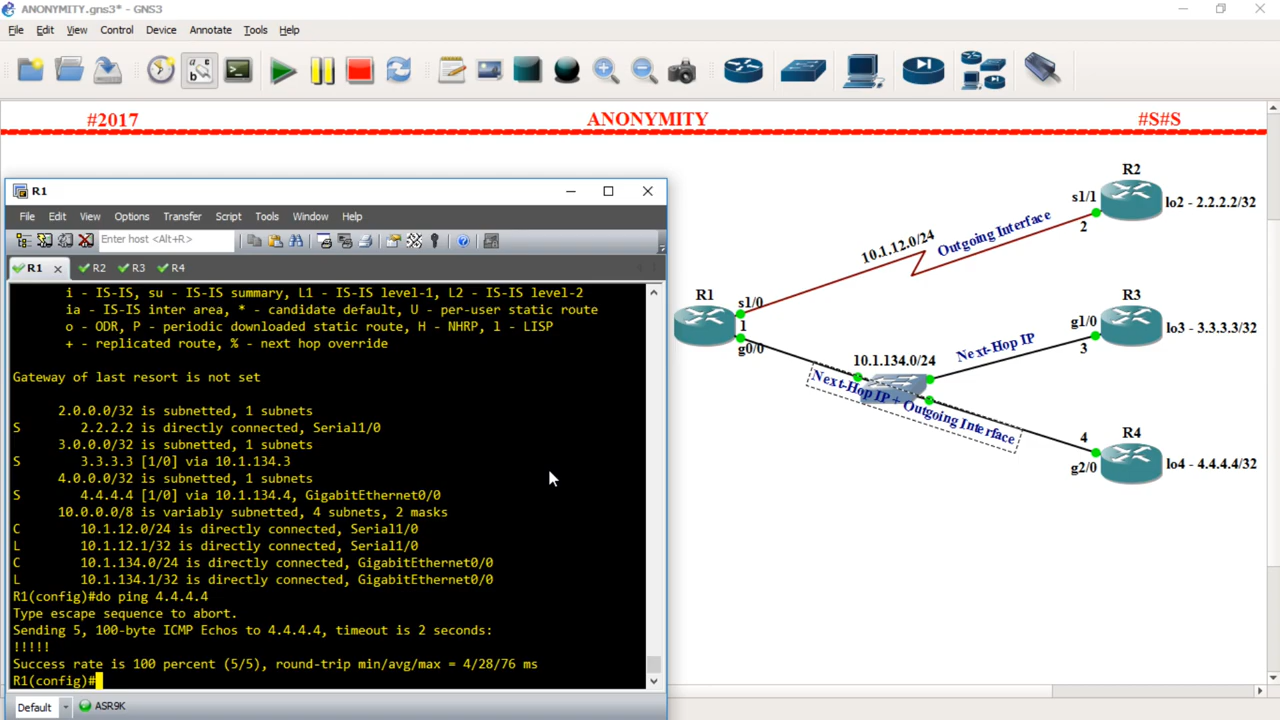 ANONYMITY.gns3* - GNS3
File Edit View Control Device Annotate Tools Help
#2017 ANONYMITY #S#S
R1
File Edit View Options Transfer Script Tools Window Help
Enter host <Alt+R>
R1 R2 R3 R4
i - IS-IS, su - IS-IS summary, L1 - IS-IS level-1, L2 - IS-IS level-2
ia - IS-IS inter area, * - candidate default, U - per-user static route
o - ODR, P - periodic downloaded static route, H - NHRP, l - LISP
+ - replicated route, % - next hop override
Gateway of last resort is not set
2.0.0.0/32 is subnetted, 1 subnets
S 2.2.2.2 is directly connected, Serial1/0
3.0.0.0/32 is subnetted, 1 subnets
S 3.3.3.3 [1/0] via 10.1.134.3
4.0.0.0/32 is subnetted, 1 subnets
S 4.4.4.4 [1/0] via 10.1.134.4, GigabitEthernet0/0
10.0.0.0/8 is variably subnetted, 4 subnets, 2 masks
C 10.1.12.0/24 is directly connected, Serial1/0
L 10.1.12.1/32 is directly connected, Serial1/0
C 10.1.134.0/24 is directly connected, GigabitEthernet0/0
L 10.1.134.1/32 is directly connected, GigabitEthernet0/0
R1(config)#do ping 4.4.4.4
Type escape sequence to abort.
Sending 5, 100-byte ICMP Echos to 4.4.4.4, timeout is 2 seconds:
!!!!!
Success rate is 100 percent (5/5), round-trip min/avg/max = 4/28/76 ms
R1(config)#
Default ASR9K
R2
s1/1
lo2 - 2.2.2.2/32
2
Outgoing Interface
10.1.12.0/24
R1
s1/0
1
g0/0
R3
g1/0
lo3 - 3.3.3.3/32
3
Next-Hop IP
10.1.134.0/24
Next-Hop IP + Outgoing Interface
R4
4
g2/0
lo4 - 4.4.4.4/32